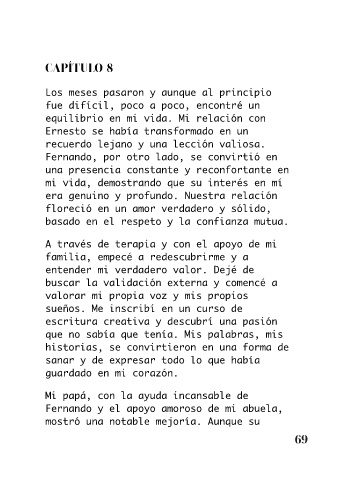 CAPÍTULO 8
Los meses pasaron y aunque al principio
fue difícil, poco a poco, encontré un
equilibrio en mi vida. Mi relación con
Ernesto se había transformado en un
recuerdo lejano y una lección valiosa.
Fernando, por otro lado, se convirtió en
una presencia constante y reconfortante en
mi vida, demostrando que su interés en mí
era genuino y profundo. Nuestra relación
floreció en un amor verdadero y sólido,
basado en el respeto y la confianza mutua.
A través de terapia y con el apoyo de mi
familia, empecé a redescubrirme y a
entender mi verdadero valor. Dejé de
buscar la validación externa y comencé a
valorar mi propia voz y mis propios
sueños. Me inscribí en un curso de
escritura creativa y descubrí una pasión
que no sabía que tenía. Mis palabras, mis
historias, se convirtieron en una forma de
sanar y de expresar todo lo que había
guardado en mi corazón.
Mi papá, con la ayuda incansable de
Fernando y el apoyo amoroso de mi abuela,
mostró una notable mejoría. Aunque su
69